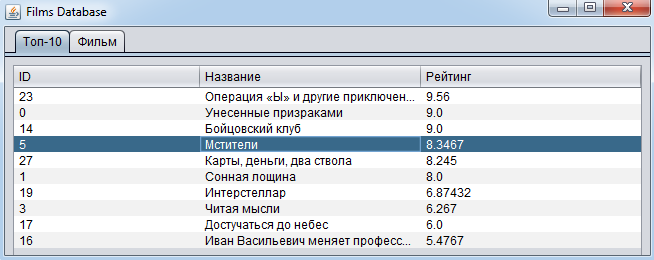 Films Database
Топ-10 Фильм
ID Название Рейтинг
23 Операция «Ы» и другие приключен... 9.56
0 Унесенные призраками 9.0
14 Бойцовский клуб 9.0
5 Мстители 8.3467
27 Карты, деньги, два ствола 8.245
1 Сонная лощина 8.0
19 Интерстеллар 6.87432
3 Читая мысли 6.267
17 Достучаться до небес 6.0
16 Иван Васильевич меняет професс... 5.4767